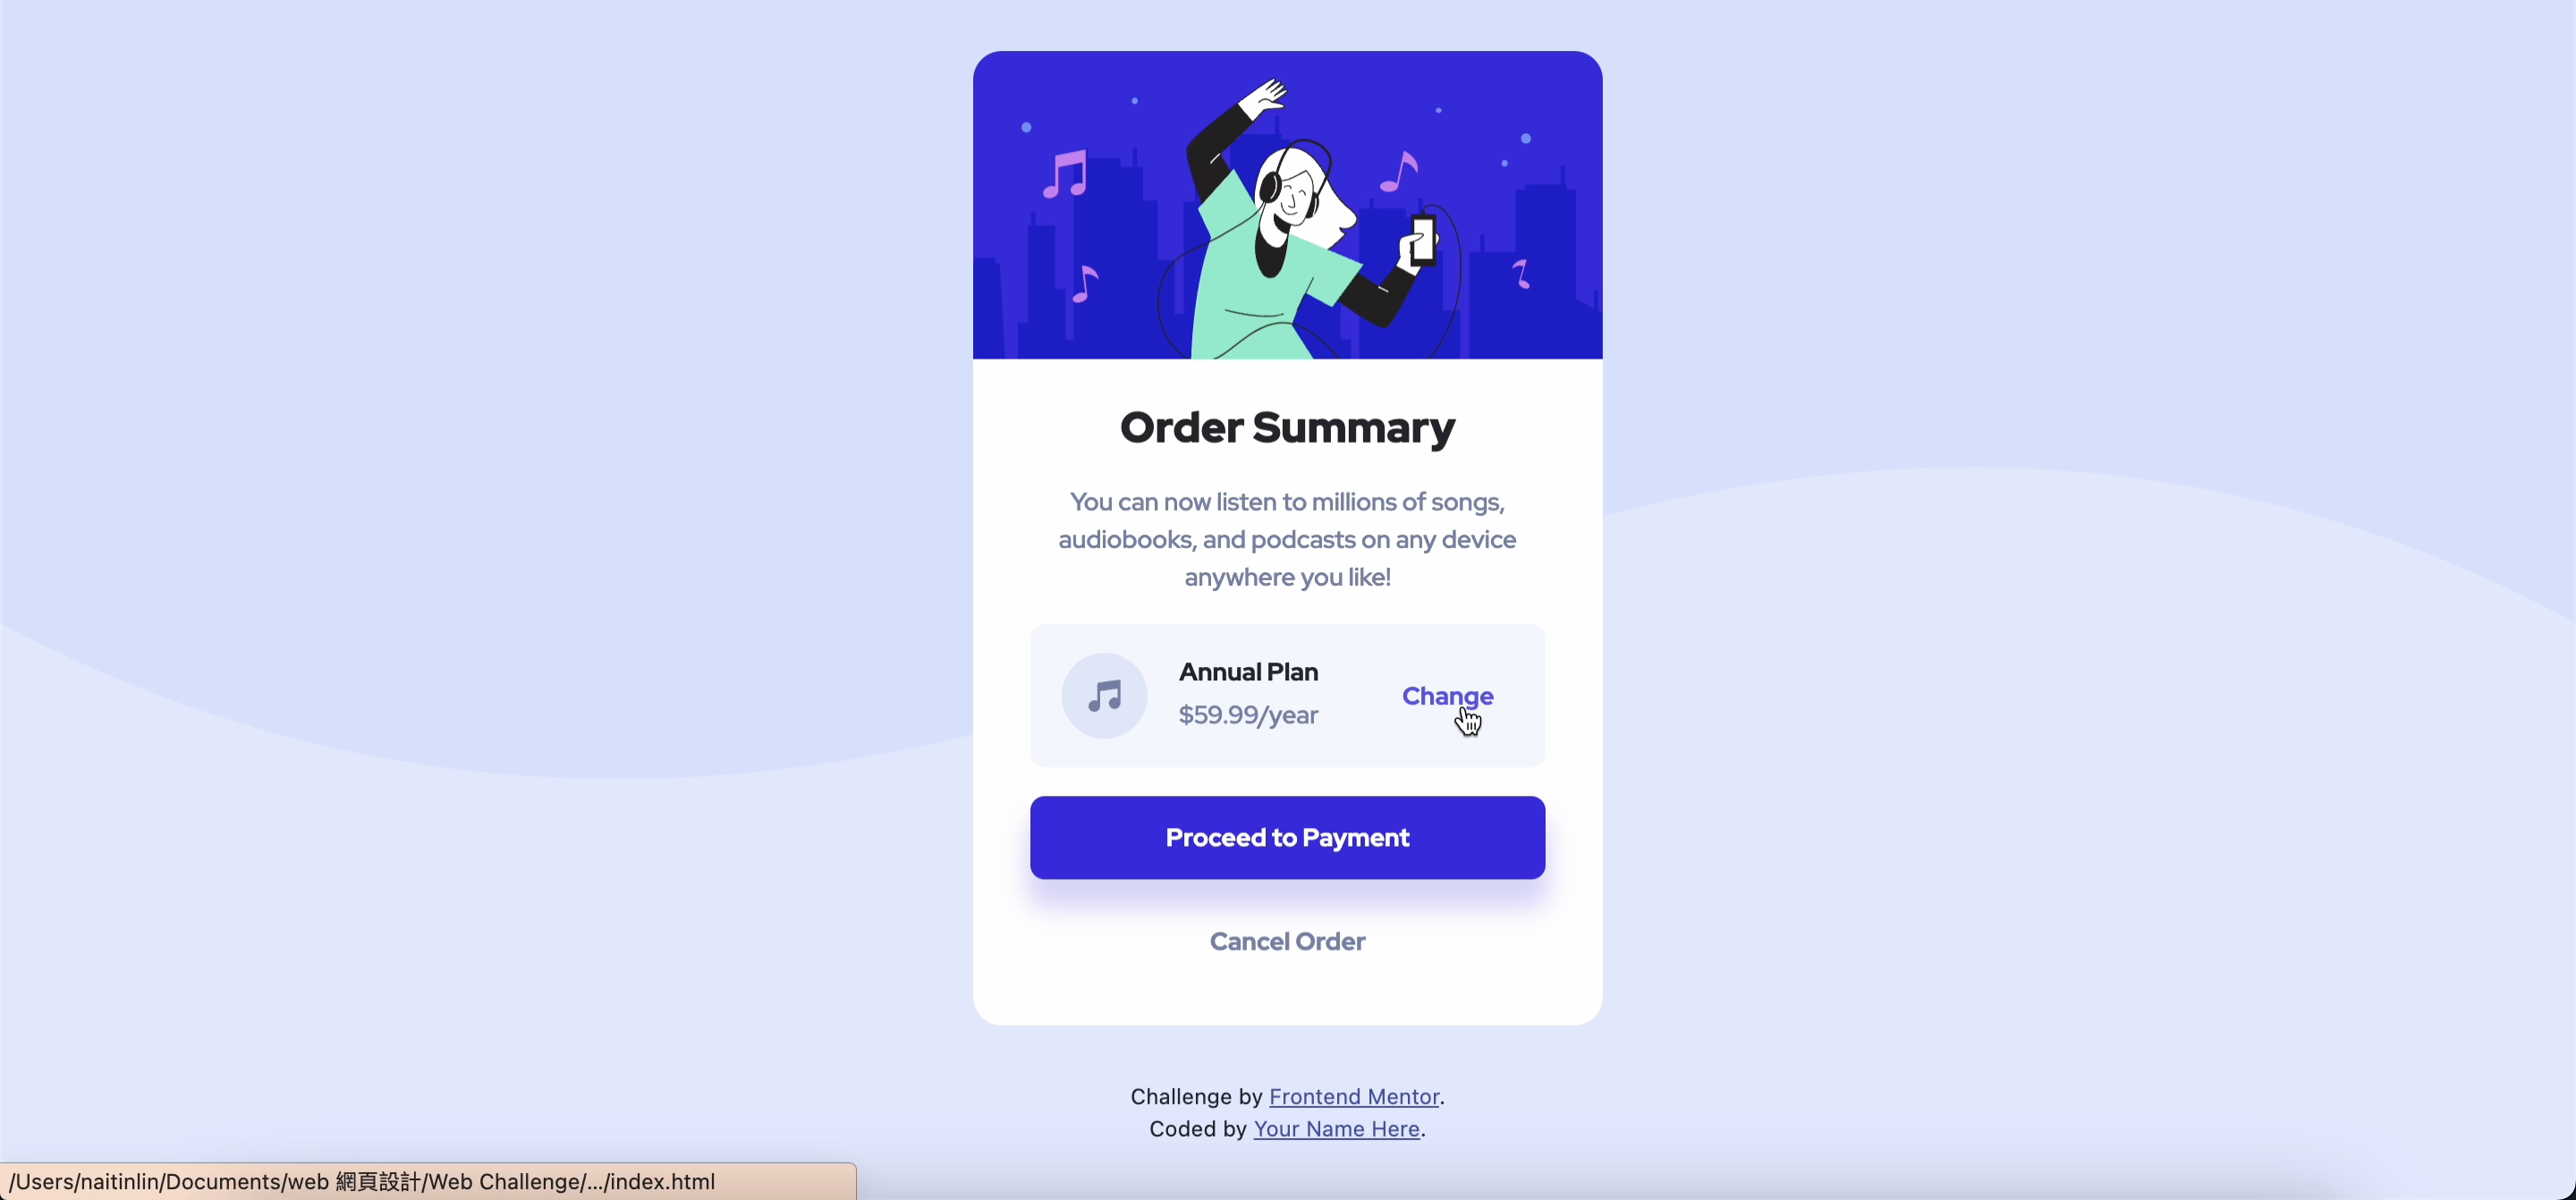 Order Summary
You can now listen to millions of songs,
audiobooks, and podcasts on any device
anywhere you like!
Annual Plan
$59.99/year
Change
Proceed to Payment
Cancel Order
Challenge by Frontend Mentor.
Coded by Your Name Here.
/Users/naitinlin/Documents/web 網頁設計/Web Challenge/.../index.html